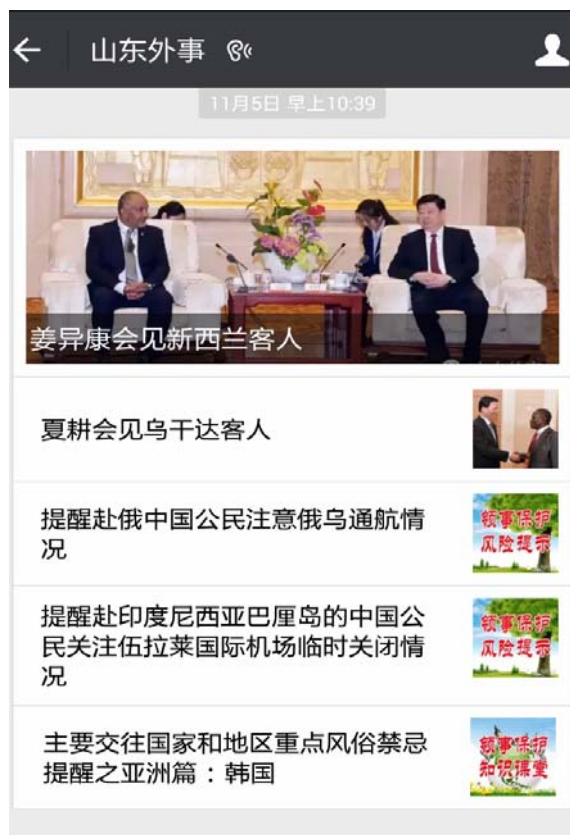 山东外事
11月5日 早上10:39
姜异康会见新西兰客人
夏耕会见乌干达客人
提醒赴俄中国公民注意俄乌通航情
况
领事保护
风险提示
提醒赴印度尼西亚巴厘岛的中国公
民关注伍拉莱国际机场临时关闭情
况
领事保护
风险提示
主要交往国家和地区重点风俗禁忌
提醒之亚洲篇：韩国
领事保护
知识课堂